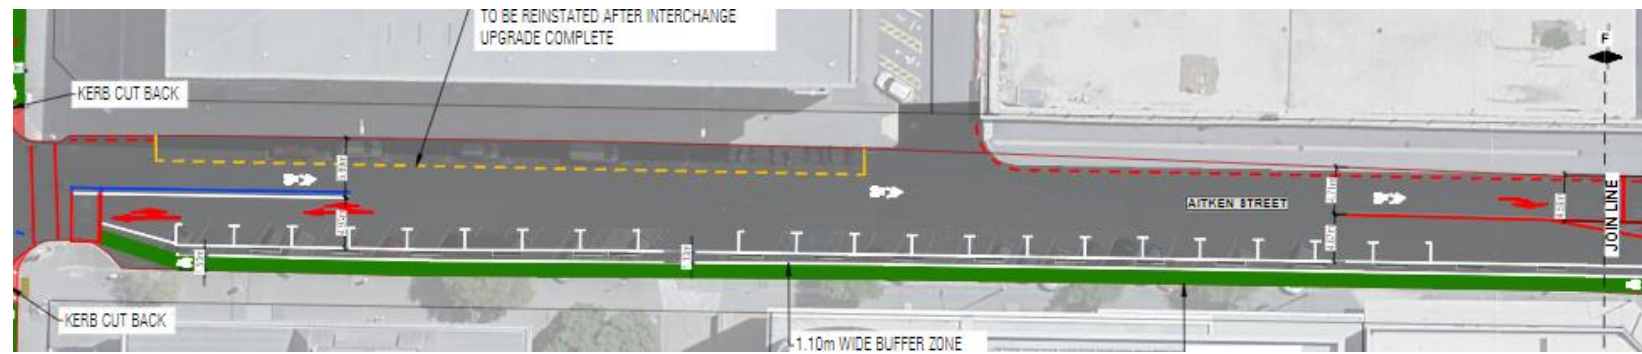 TO BE REINSTATED AFTER INTERCHANGE
UPGRADE COMPLETE
F
KERB CUT BACK
AITKEN STREET
JOIN LINE
KERB CUT BACK
1.10m WIDE BUFFER ZONE